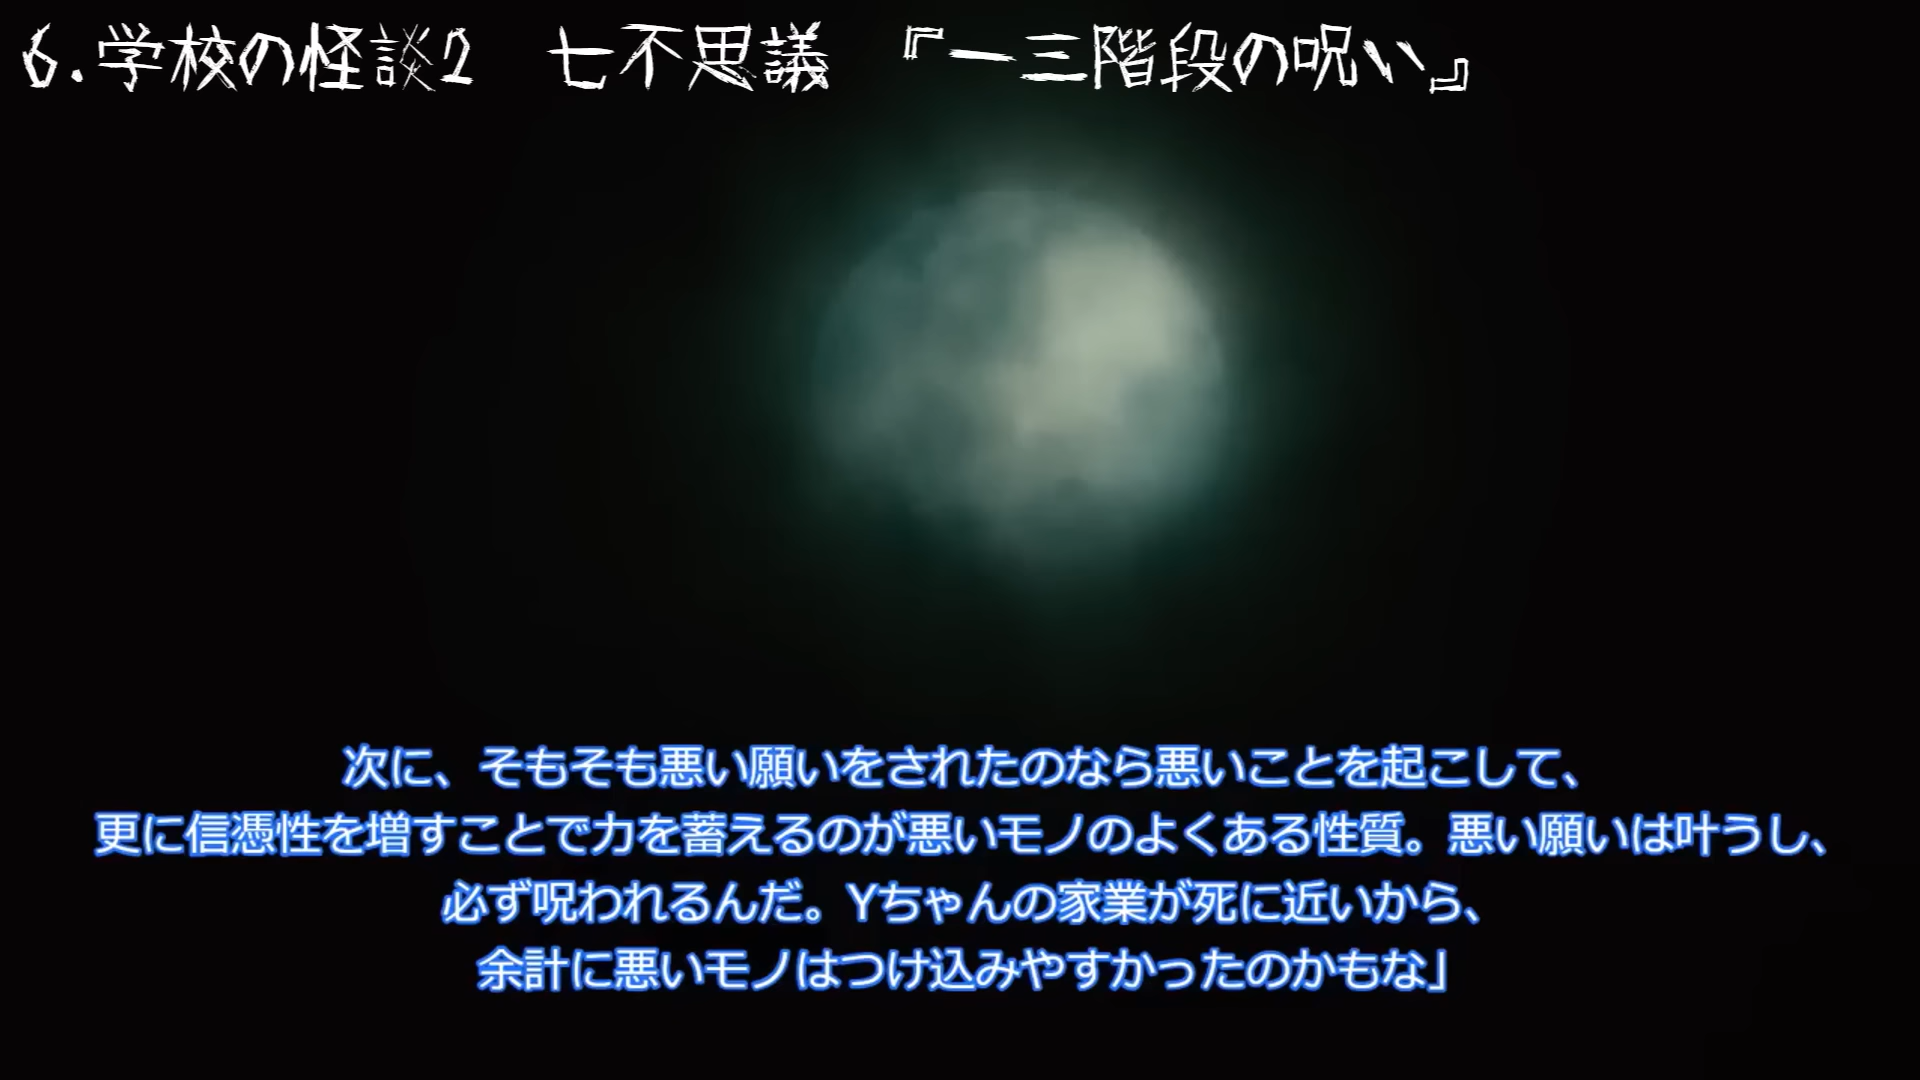 6.学校の怪談2　七不思議　『一三階段の呪い』
次に、そもそも悪い願いをされたのなら悪いことを起こして、
更に信憑性を増すことで力を蓄えるのが悪いモノのよくある性質。悪い願いは叶うし、
必ず呪われるんだ。Yちゃんの家業が死に近いから、
余計に悪いモノはつけ込みやすかったのかもな」